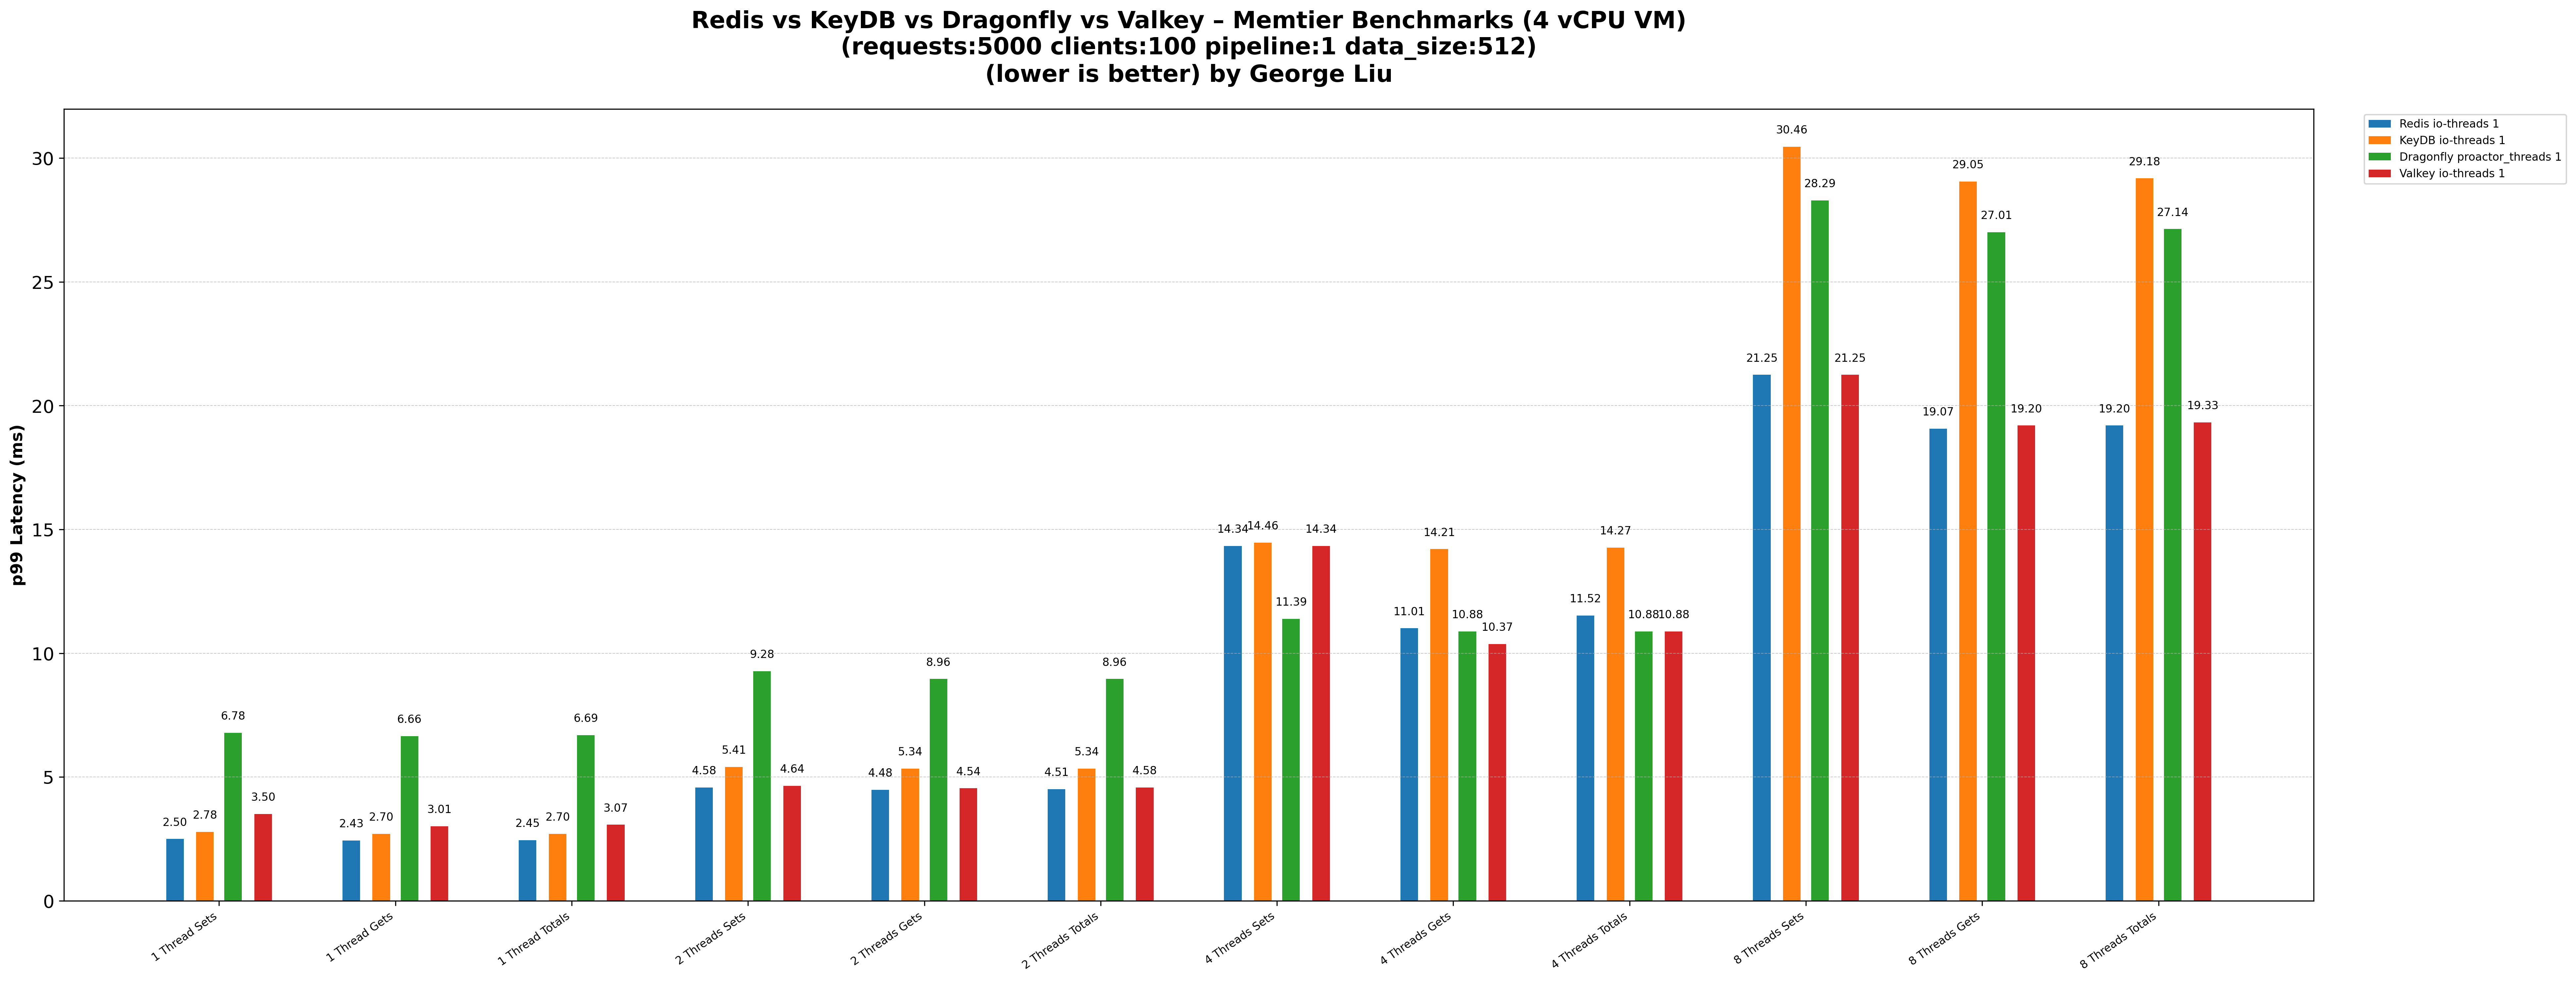 Redis vs KeyDB vs Dragonfly vs Valkey – Memtier Benchmarks (4 vCPU VM)
(requests:5000 clients:100 pipeline:1 data_size:512)
(lower is better) by George Liu
Redis io-threads 1
KeyDB io-threads 1
Dragonfly proactor_threads 1
Valkey io-threads 1
p99 Latency (ms)
30
25
20
15
10
5
0
2.50 2.78 6.78 3.50
2.43 2.70 6.66 3.01
2.45 2.70 6.69 3.07
4.58 5.41 9.28 4.64
4.48 5.34 8.96 4.54
4.51 5.34 8.96 4.58
14.34 14.46 11.39 14.34
11.01 14.21 10.88 10.37
11.52 14.27 10.88 10.88
21.25 30.46 28.29 21.25
19.07 29.05 27.01 19.20
19.20 29.18 27.14 19.33
1 Thread Sets
1 Thread Gets
1 Thread Totals
2 Threads Sets
2 Threads Gets
2 Threads Totals
4 Threads Sets
4 Threads Gets
4 Threads Totals
8 Threads Sets
8 Threads Gets
8 Threads Totals